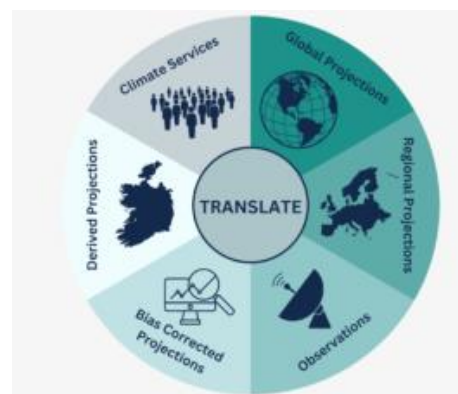 Climate Services
Global Projections
Derived Projections
TRANSLATE
Regional Projections
Bias Corrected
Projections
Observations